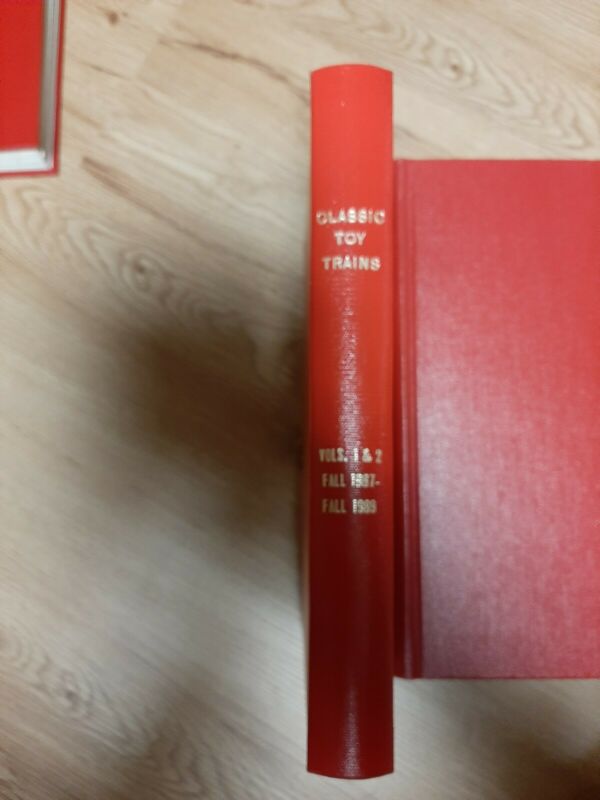 CLASSIC
TOY
TRAINS
VOLS. 1 & 2
FALL 1987-
FALL 1989